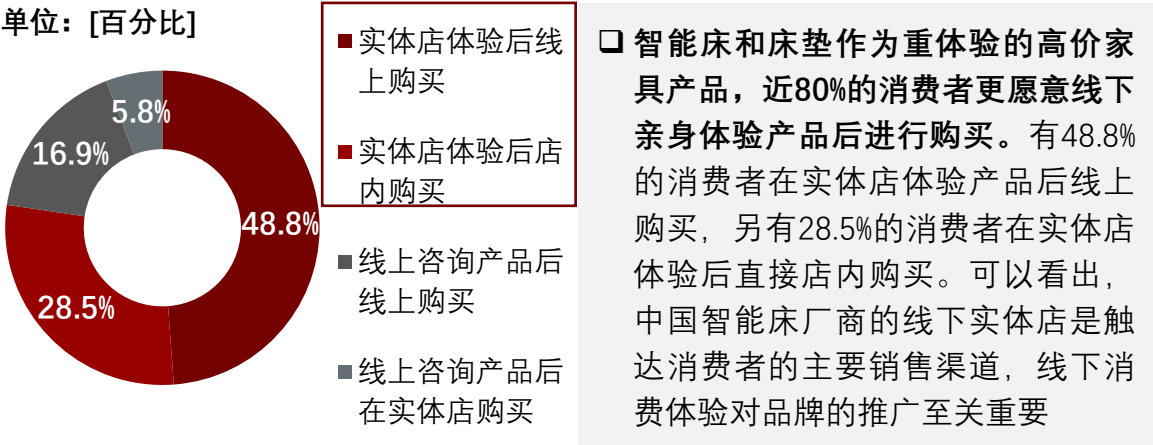 单位：[百分比]
5.8%
16.9%
48.8%
28.5%
实体店体验后线
上购买
实体店体验后店
内购买
线上咨询产品后
线上购买
线上咨询产品后
在实体店购买
智能床和床垫作为重体验的高价家
具产品，近80%的消费者更愿意线下
亲身体验产品后进行购买。有48.8%
的消费者在实体店体验产品后线上
购买，另有28.5%的消费者在实体店
体验后直接店内购买。可以看出，
中国智能床厂商的线下实体店是触
达消费者的主要销售渠道，线下消
费体验对品牌的推广至关重要